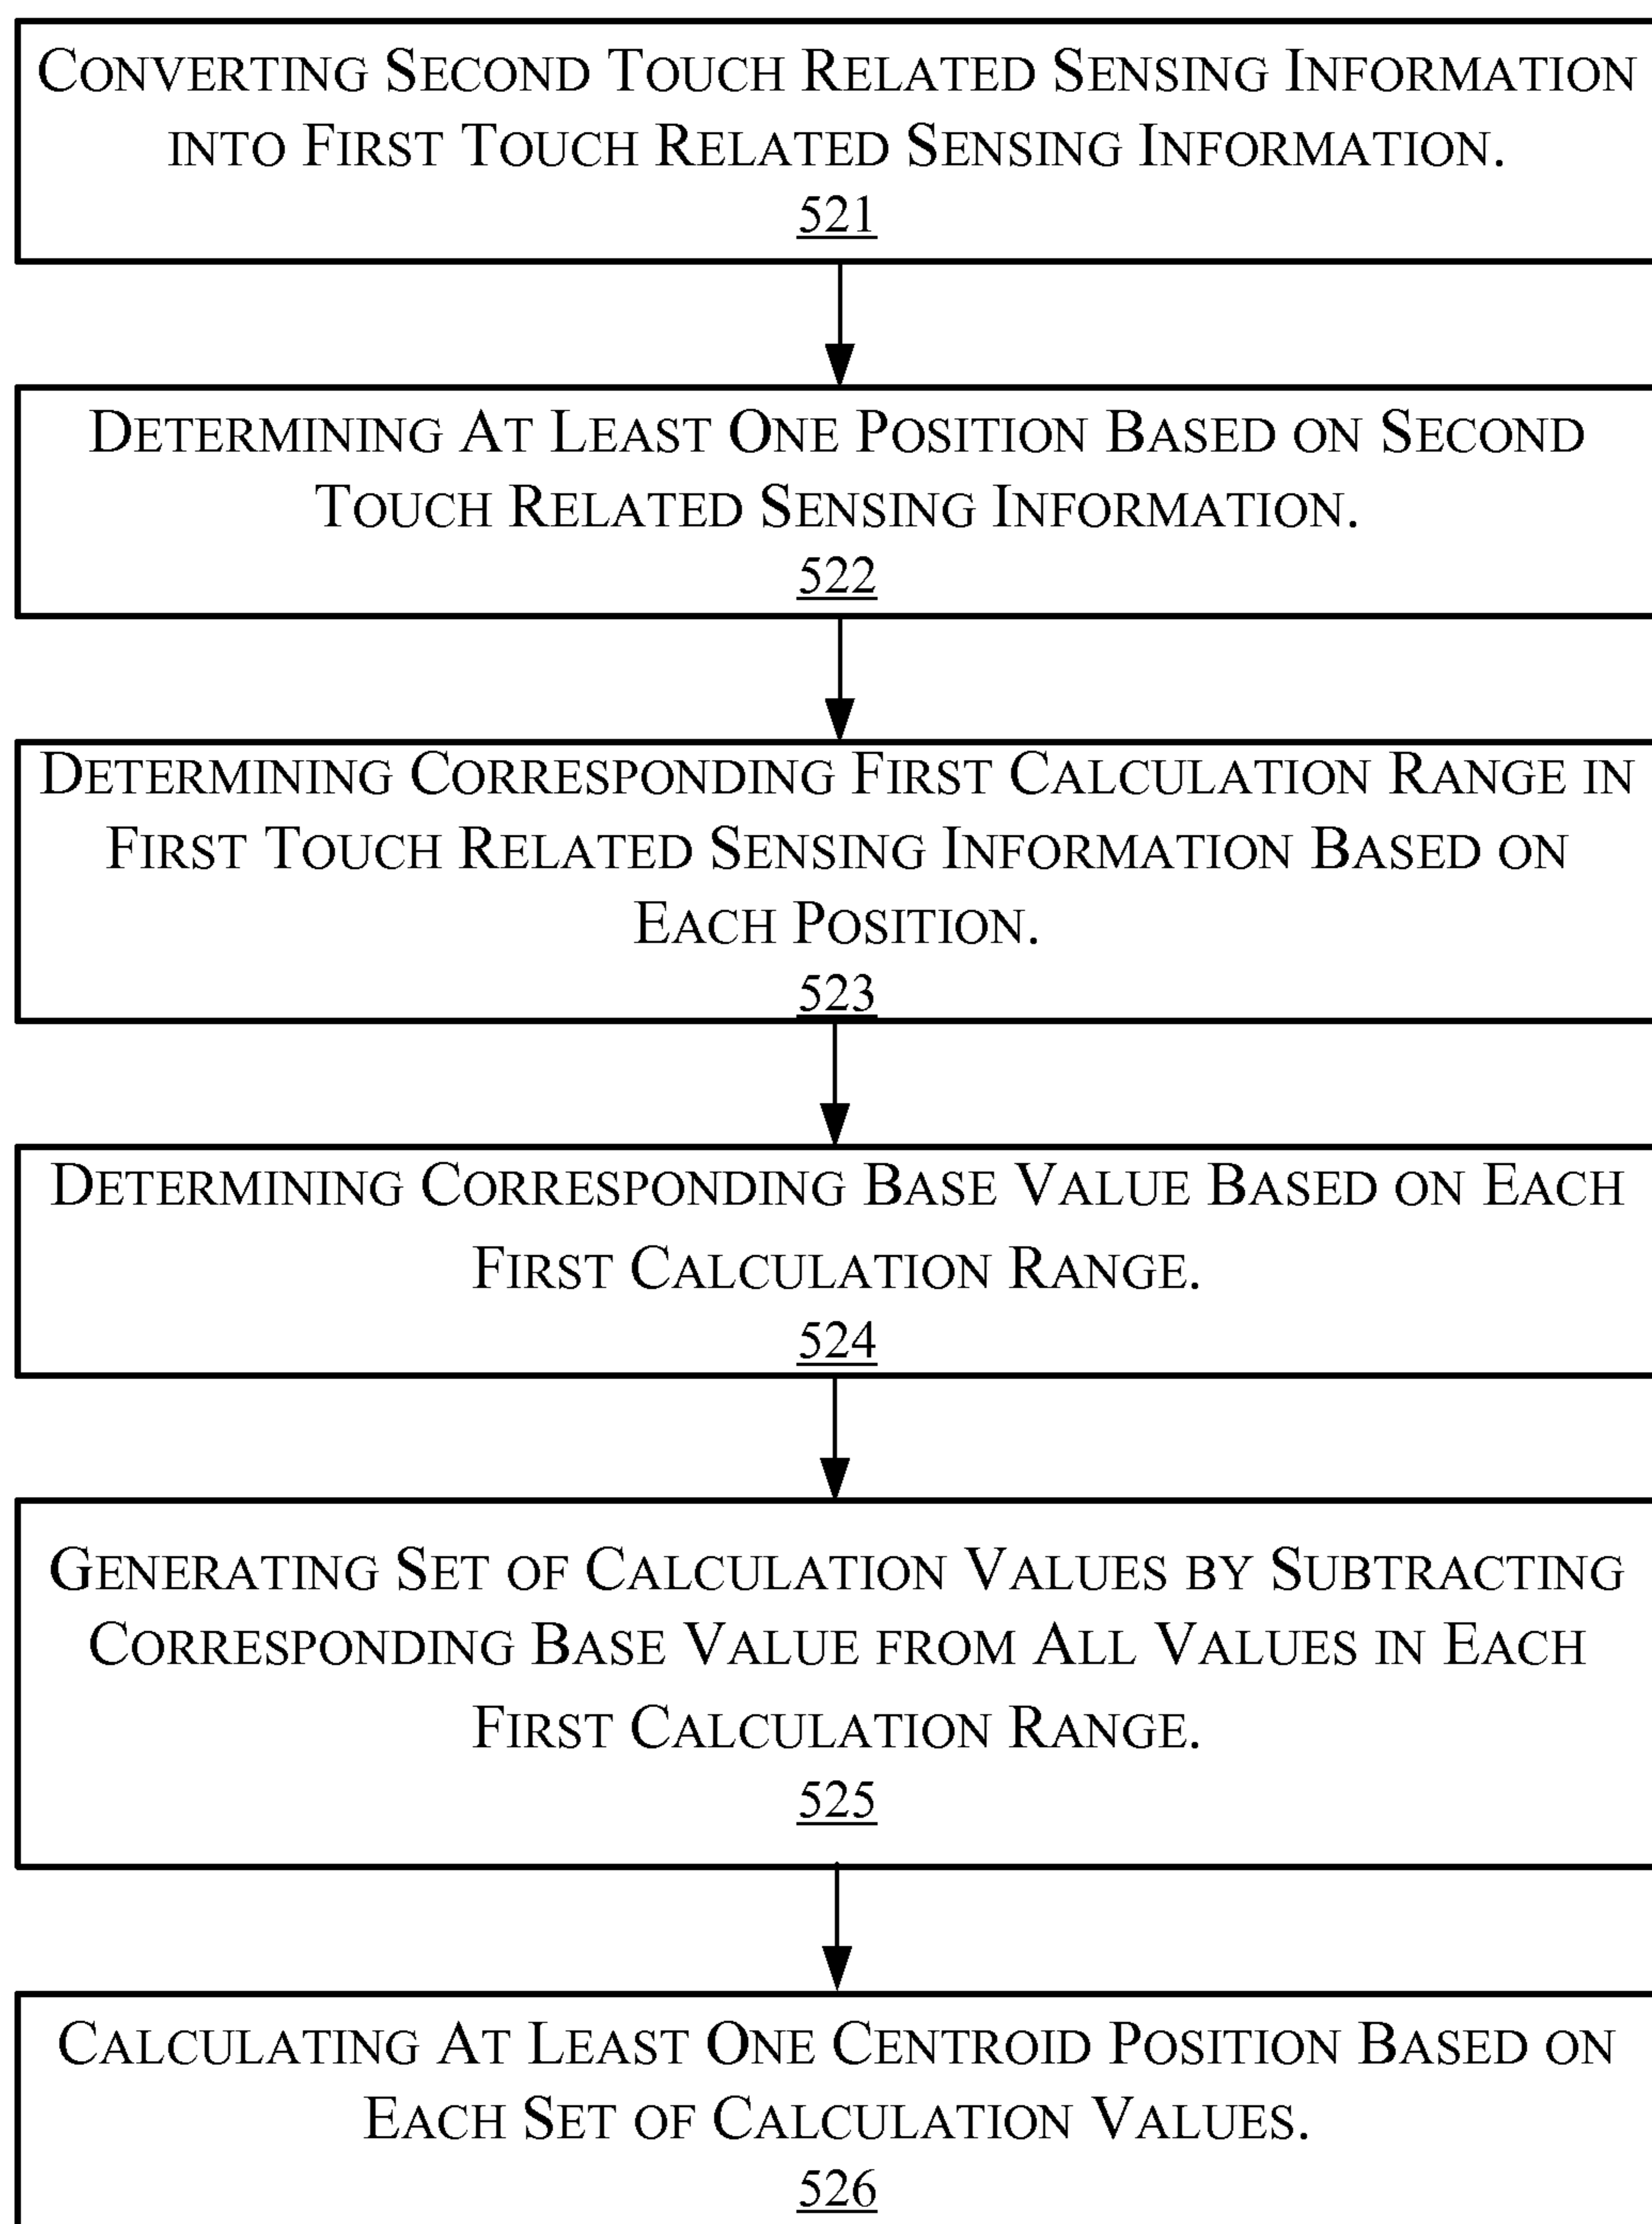 CONVERTING SECOND TOUCH RELATED SENSING INFORMATION
INTO FIRST TOUCH RELATED SENSING INFORMATION.
521
DETERMINING AT LEAST ONE POSITION BASED ON SECOND
TOUCH RELATED SENSING INFORMATION.
522
DETERMINING CORRESPONDING FIRST CALCULATION RANGE IN
FIRST TOUCH RELATED SENSING INFORMATION BASED ON
EACH POSITION.
523
DETERMINING CORRESPONDING BASE VALUE BASED ON EACH
FIRST CALCULATION RANGE.
524
GENERATING SET OF CALCULATION VALUES BY SUBTRACTING
CORRESPONDING BASE VALUE FROM ALL VALUES IN EACH
FIRST CALCULATION RANGE.
525
CALCULATING AT LEAST ONE CENTROID POSITION BASED ON
EACH SET OF CALCULATION VALUES.
526